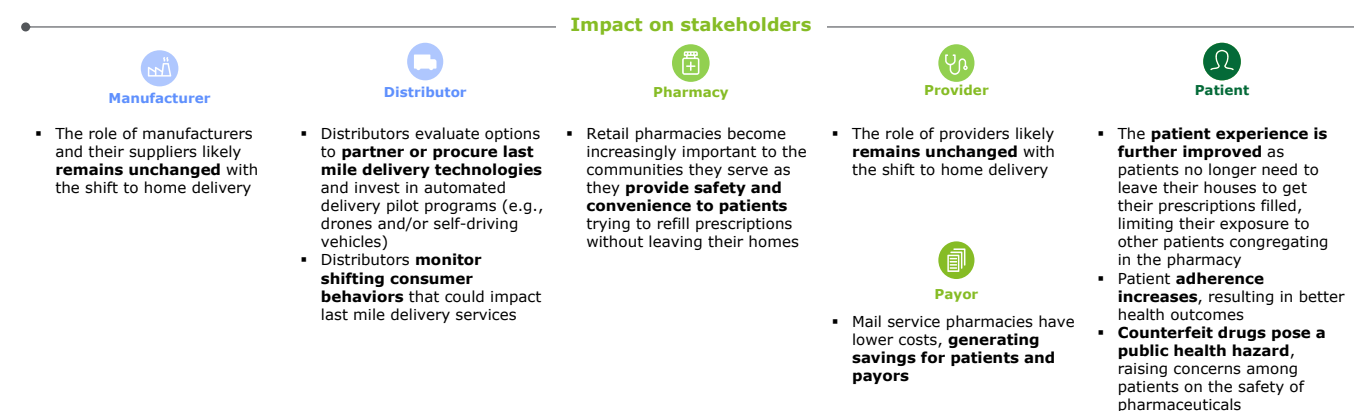 Impact on stakeholders
Manufacturer
▪ The role of manufacturers
and their suppliers likely
remains unchanged with
the shift to home delivery
Distributor
▪ Distributors evaluate options
to partner or procure last
mile delivery technologies
and invest in automated
delivery pilot programs (e.g.,
drones and/or self-driving
vehicles)
▪ Distributors monitor
shifting consumer
behaviors that could impact
last mile delivery services
Pharmacy
▪ Retail pharmacies become
increasingly important to the
communities they serve as
they provide safety and
convenience to patients
trying to refill prescriptions
without leaving their homes
Provider
▪ The role of providers likely
remains unchanged with
the shift to home delivery
Payor
▪ Mail service pharmacies have
lower costs, generating
savings for patients and
payors
Patient
▪ The patient experience is
further improved as
patients no longer need to
leave their houses to get
their prescriptions filled,
limiting their exposure to
other patients congregating
in the pharmacy
▪ Patient adherence
increases, resulting in better
health outcomes
▪ Counterfeit drugs pose a
public health hazard,
raising concerns among
patients on the safety of
pharmaceuticals